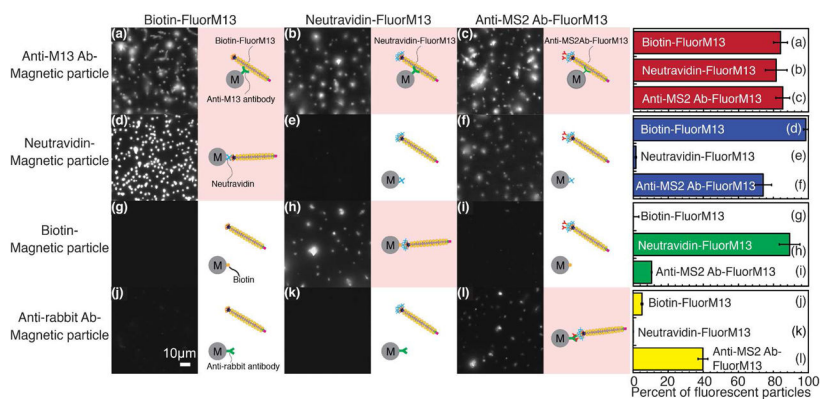 Biotin-FluorM13 Neutravidin-FluorM13 Anti-MS2 Ab-FluorM13
Anti-M13 Ab-
Magnetic particle
(a)
Biotin-FluorM13
M
Anti-M13 antibody
(b)
Neutravidin-FluorM13
M
(c)
Anti-MS2Ab-FluorM13
M
Biotin-FluorM13 (a)
Neutravidin-FluorM13 (b)
Anti-MS2 Ab-FluorM13 (c)
Neutravidin-
Magnetic particle
(d)
M
Neutravidin
(e)
M
(f)
M
Biotin-FluorM13 (d)
Neutravidin-FluorM13 (e)
Anti-MS2 Ab-FluorM13 (f)
Biotin-
Magnetic particle
(g)
M
Biotin
(h)
M
(i)
M
Biotin-FluorM13 (g)
Neutravidin-FluorM13 (h)
Anti-MS2 Ab-FluorM13 (i)
Anti-rabbit Ab-
Magnetic particle
(j)
10μm
M
Anti-rabbit antibody
(k)
M
(l)
M
Biotin-FluorM13 (j)
Neutravidin-FluorM13 (k)
Anti-MS2 Ab-
FluorM13 (l)
0 20 40 60 80 100
Percent of fluorescent particles